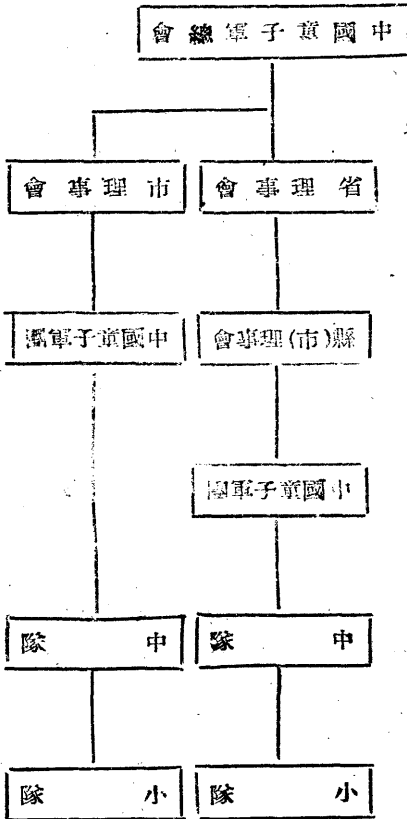 中國童子軍總會
省理事會
市理事會
縣(市)理事會
中國童子軍團
中國童子軍團
中隊
中隊
小隊
小隊